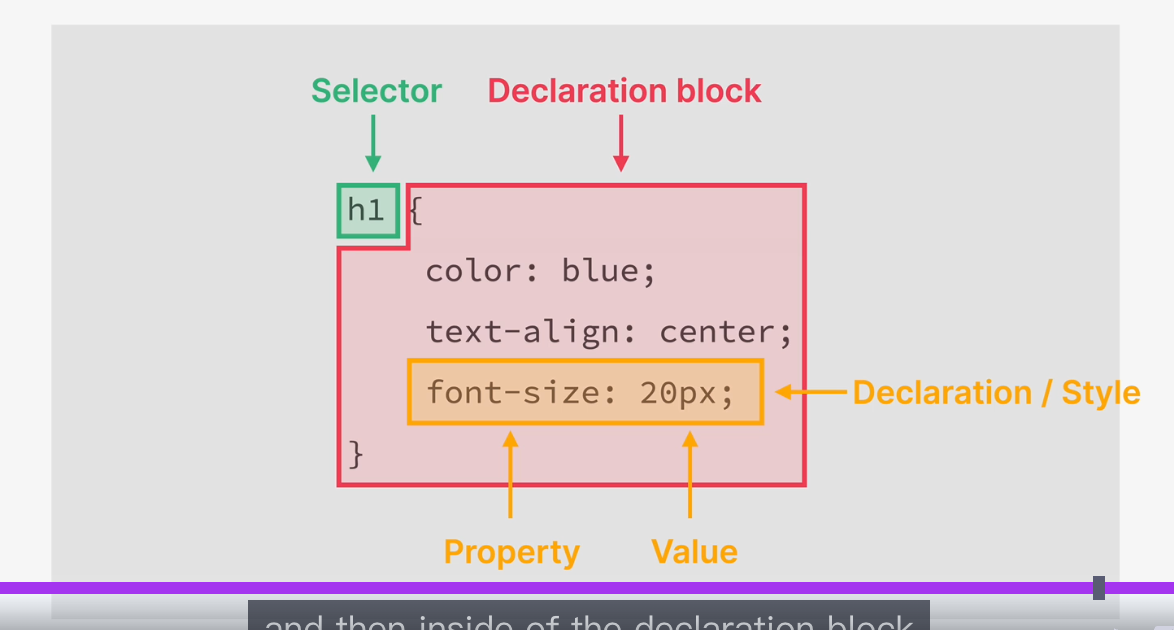 Selector Declaration block
h1 {
color: blue;
text-align: center;
font-size: 20px; Declaration / Style
}
Property Value
and then inside of the declaration block